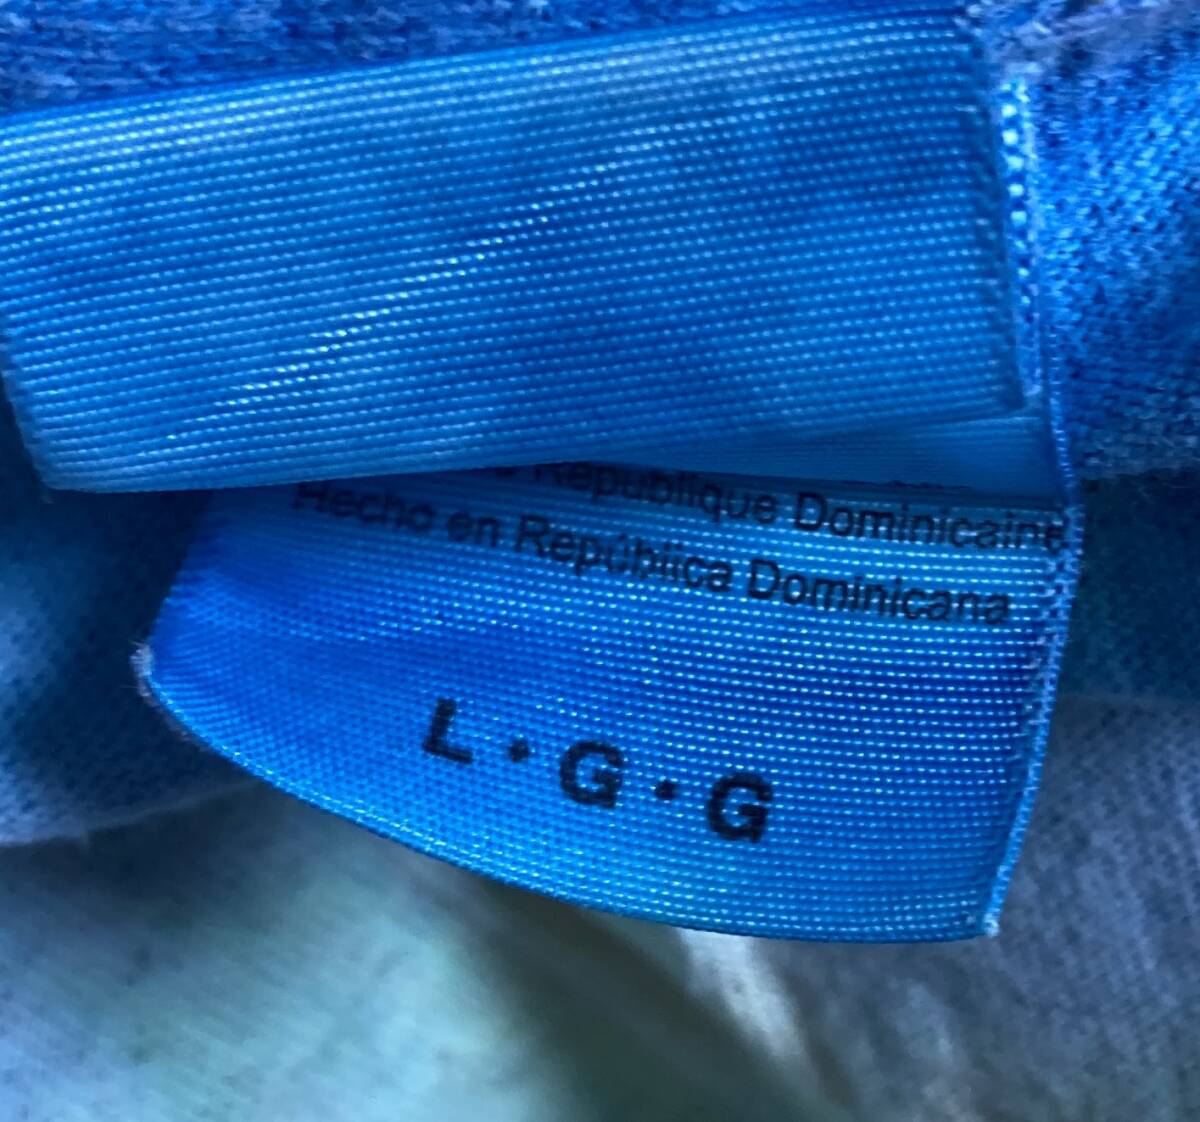 République Dominicaine
Hecho en República Dominicana
L·G·G